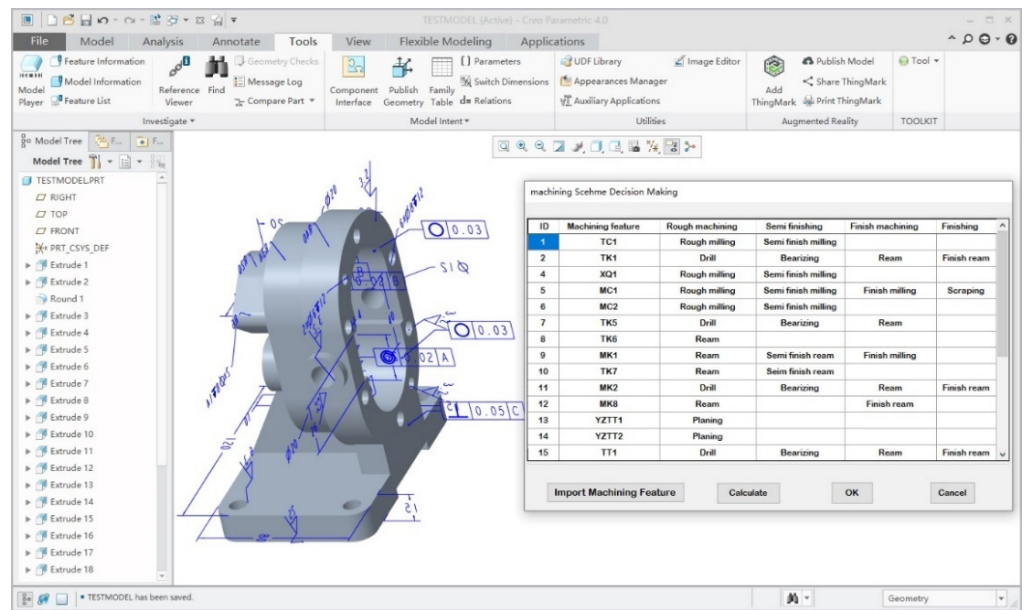 TESTMODEL (Active) - Creo Parametric 4.0
File Model Analysis Annotate Tools View Flexible Modeling Applications
Model Player
Feature Information
Model Information
Feature List
Reference Viewer
Find
Geometry Checks
Message Log
Compare Part
Component Interface
Publish Geometry
Family Table
[ ] Parameters
Switch Dimensions
d= Relations
UDF Library
Appearances Manager
Auxiliary Applications
Image Editor
Add ThingMark
Publish Model
Share ThingMark
Print ThingMark
Tool
Investigate Model Intent Utilities Augmented Reality TOOLKIT
Model Tree F... F...
Model Tree
TESTMODEL.PRT
RIGHT
TOP
FRONT
PRT_CSYS_DEF
Extrude 1
Extrude 2
Round 1
Extrude 3
Extrude 4
Extrude 5
Extrude 6
Extrude 7
Extrude 8
Extrude 9
Extrude 10
Extrude 11
Extrude 12
Extrude 13
Extrude 14
Extrude 15
Extrude 16
Extrude 17
Extrude 18
0.03
0.03
0.02 A
0.05 C
machining Scehme Decision Making
ID Machining feature Rough machining Semi finishing Finish machining Finishing
1 TC1 Rough milling Semi finish milling
2 TK1 Drill Bearizing Ream Finish ream
4 XQ1 Rough milling Semi finish milling
5 MC1 Rough milling Semi finish milling Finish milling Scraping
6 MC2 Rough milling Semi finish milling
7 TK5 Drill Bearizing Ream
8 TK6 Ream
9 MK1 Ream Semi finish ream Finish milling
10 TK7 Ream Seim finish ream
11 MK2 Drill Bearizing Ream Finish ream
12 MK8 Ream Finish ream
13 YZTT1 Planing
14 YZTT2 Planing
15 TT1 Drill Bearizing Ream Finish ream
Import Machining Feature Calculate OK Cancel
• TESTMODEL has been saved.
Geometry